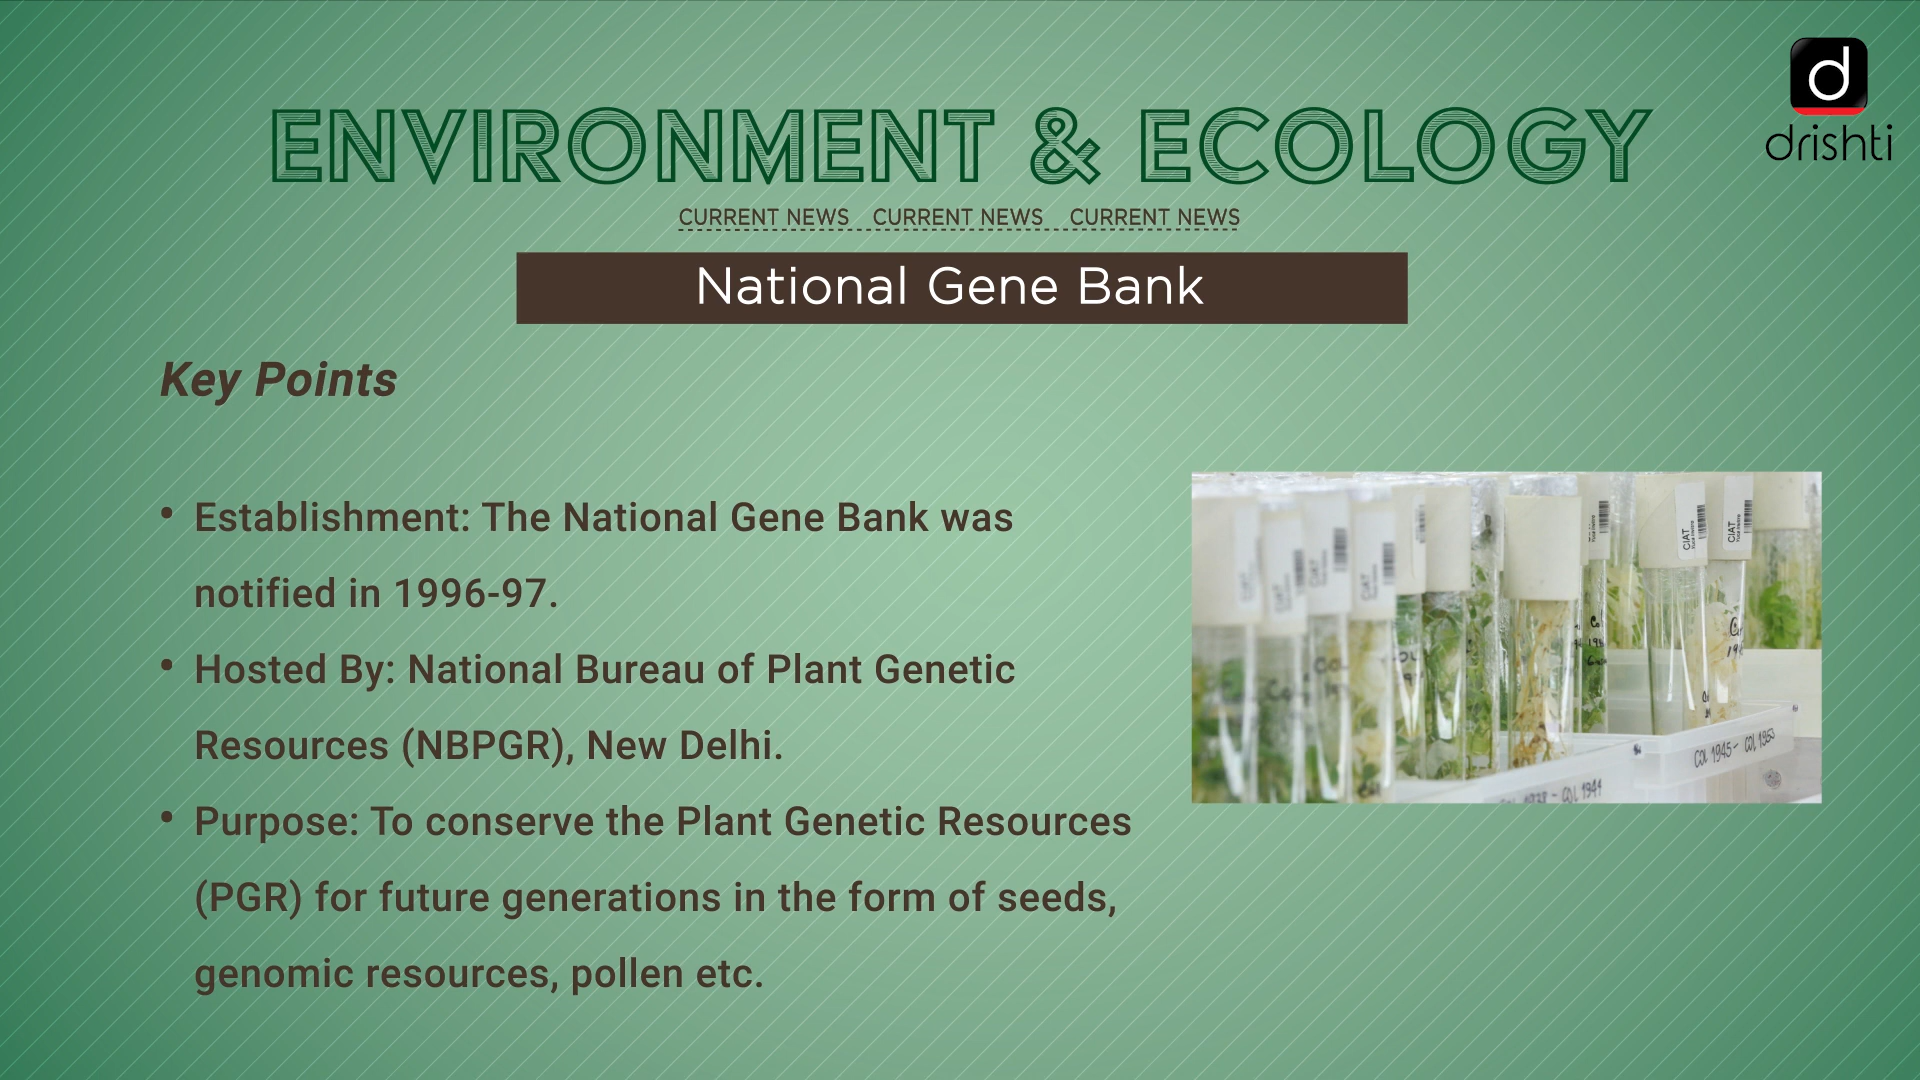 d
drishti
ENVIRONMENT & ECOLOGY
CURRENT NEWS CURRENT NEWS CURRENT NEWS
National Gene Bank
Key Points
• Establishment: The National Gene Bank was
notified in 1996-97.
• Hosted By: National Bureau of Plant Genetic
Resources (NBPGR), New Delhi.
• Purpose: To conserve the Plant Genetic Resources
(PGR) for future generations in the form of seeds,
genomic resources, pollen etc.
CIAT
CIAT
COL 1945- COL 1953